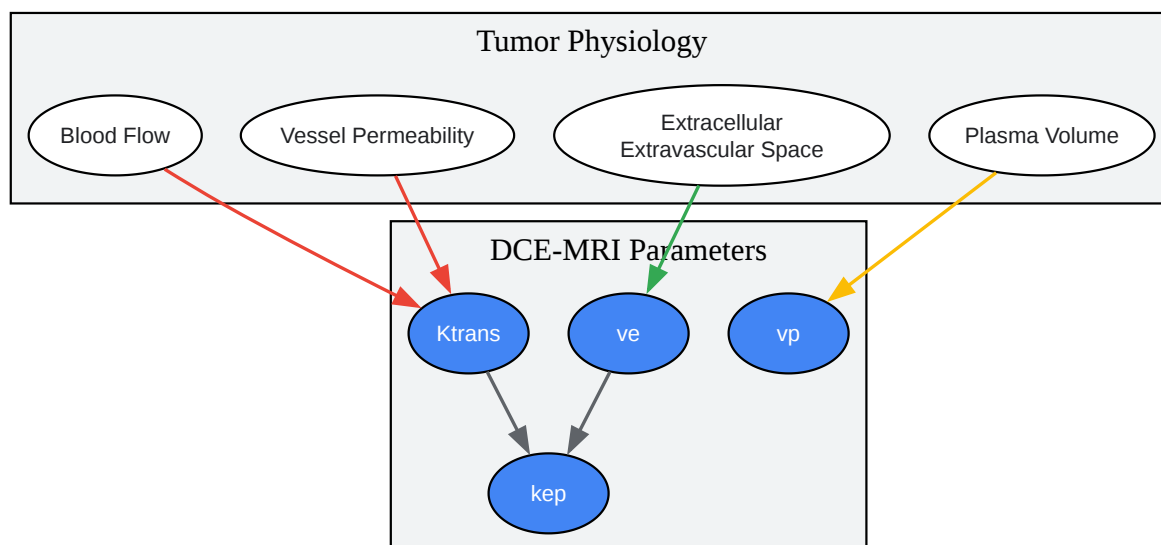 Tumor Physiology
Blood Flow
Vessel Permeability
Extracellular
Extravascular Space
Plasma Volume
DCE-MRI Parameters
Ktrans
ve
vp
kep